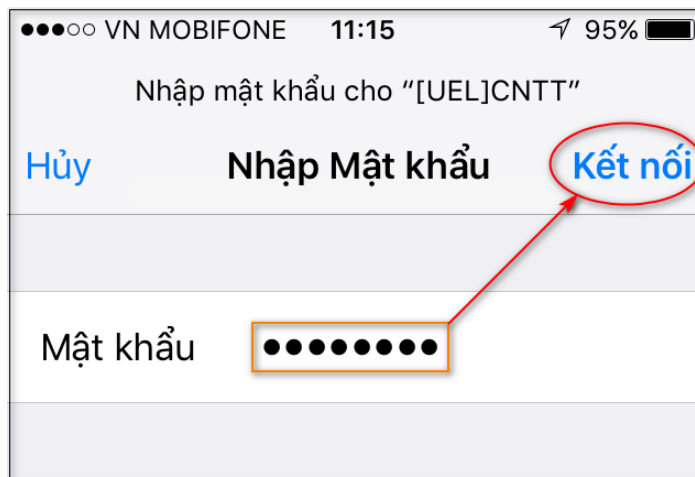 ●●●○○ VN MOBIFONE 11:15 95%
Nhập mật khẩu cho “[UEL]CNTT”
Hủy Nhập Mật khẩu Kết nối
Mật khẩu ●●●●●●●●